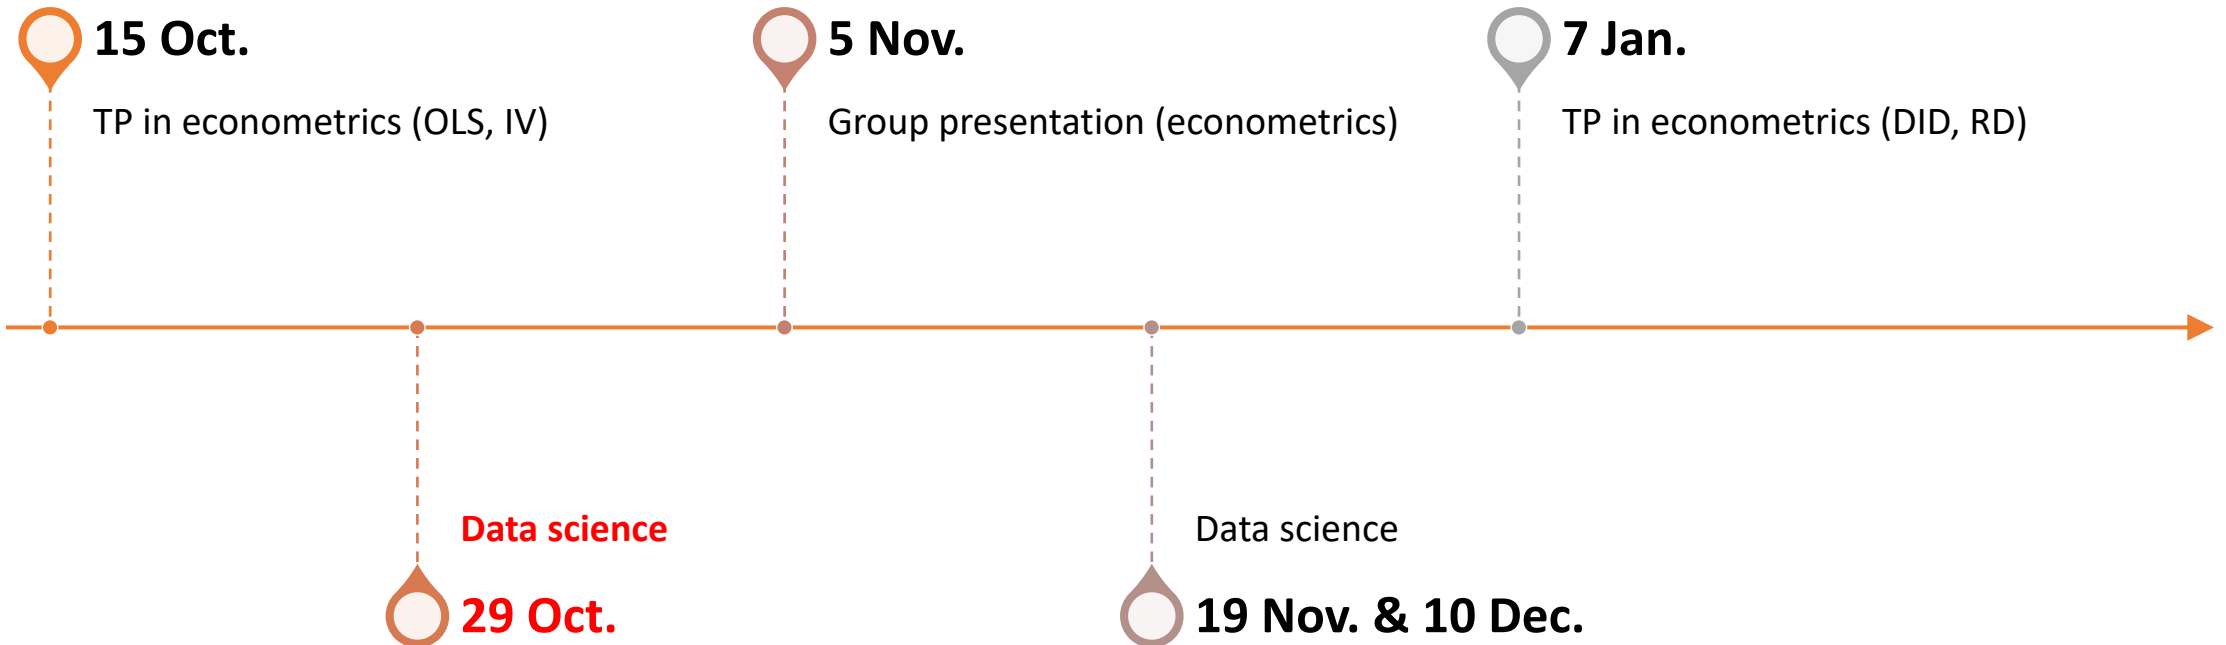 15 Oct.
TP in econometrics (OLS, IV)
5 Nov.
Group presentation (econometrics)
7 Jan.
TP in econometrics (DID, RD)
Data science
29 Oct.
Data science
19 Nov. & 10 Dec.